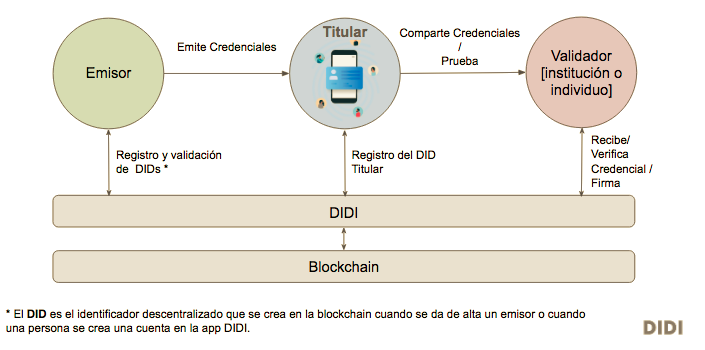 Emisor
Emite Credenciales
Titular
Comparte Credenciales
/
Prueba
Validador
[institución o
individuo]
Registro y validación
de DIDs *
Registro del DID
Titular
Recibe/
Verifica
Credencial /
Firma
DIDI
Blockchain
* El DID es el identificador descentralizado que se crea en la blockchain cuando se da de alta un emisor o cuando
una persona se crea una cuenta en la app DIDI.
DIDI